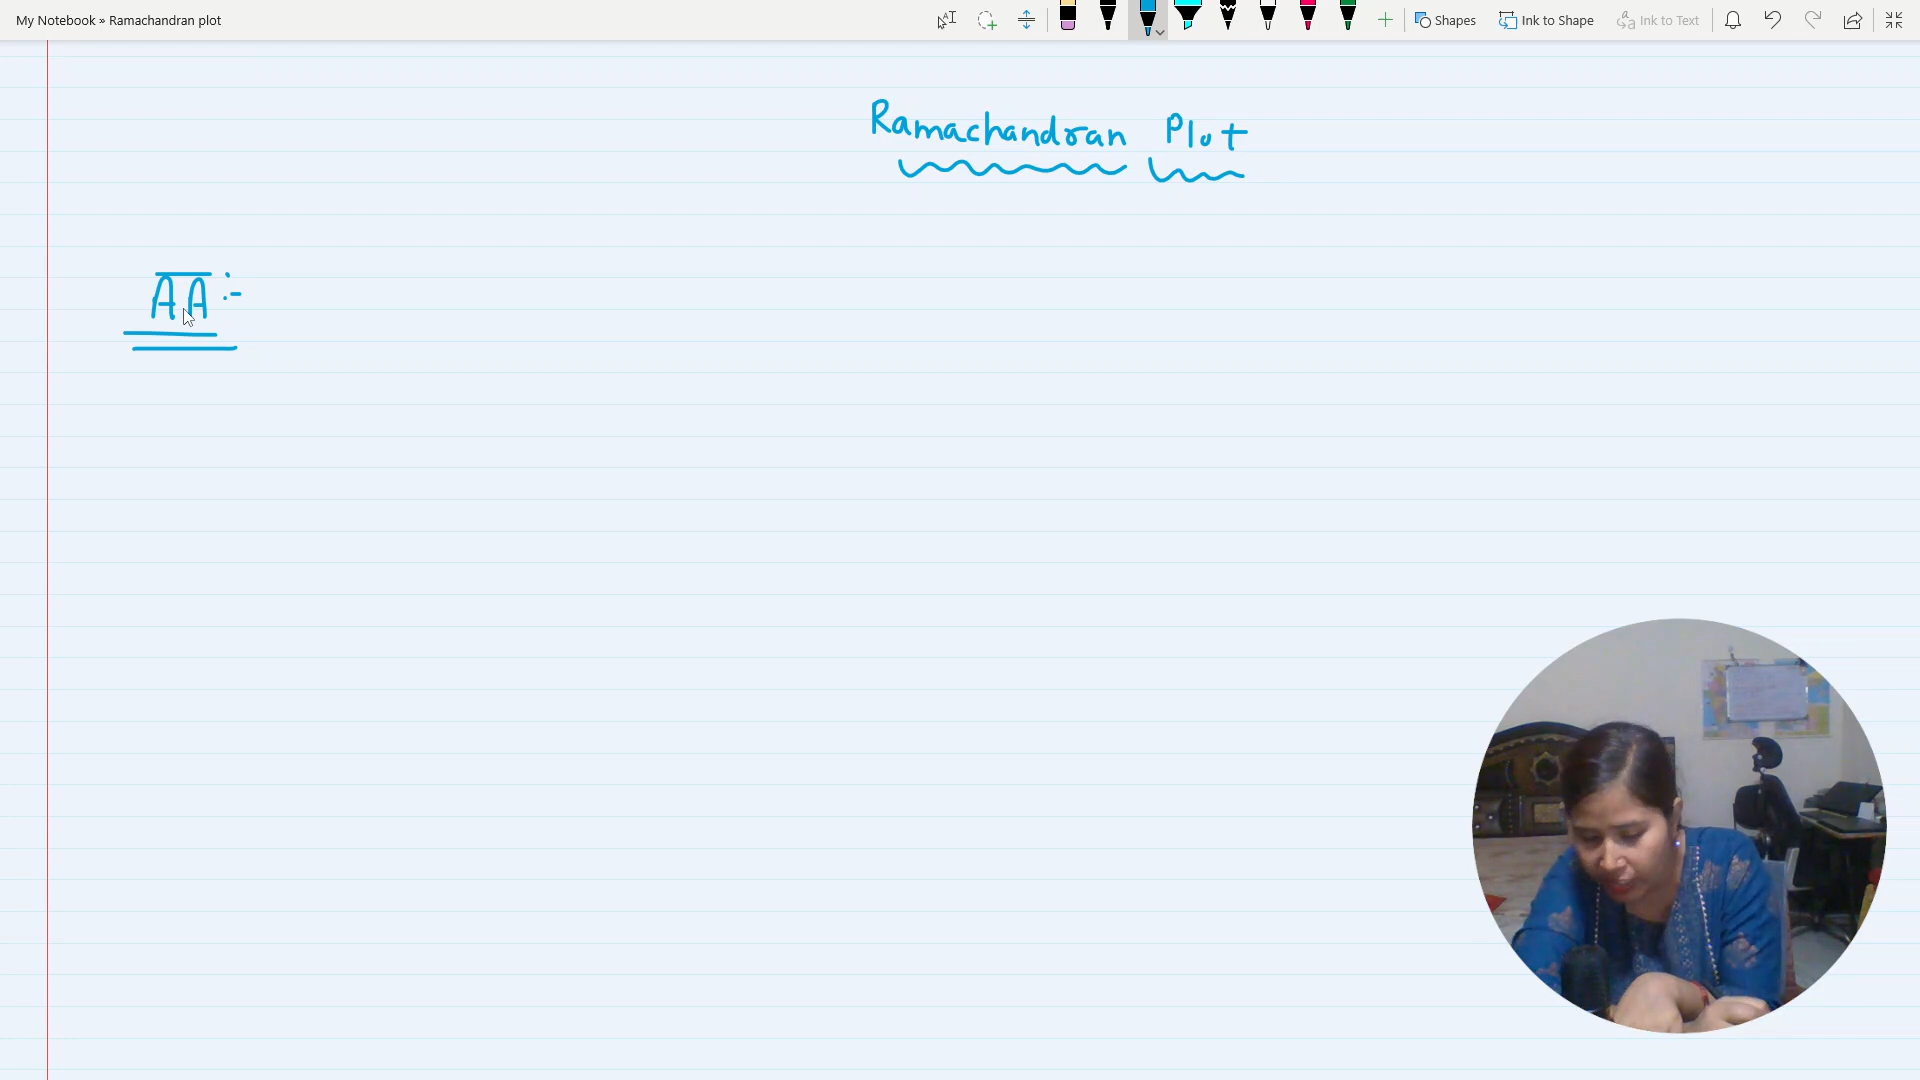 My Notebook » Ramachandran plot
Shapes
Ink to Shape
Ink to Text
Ramachandran Plot
AA :-